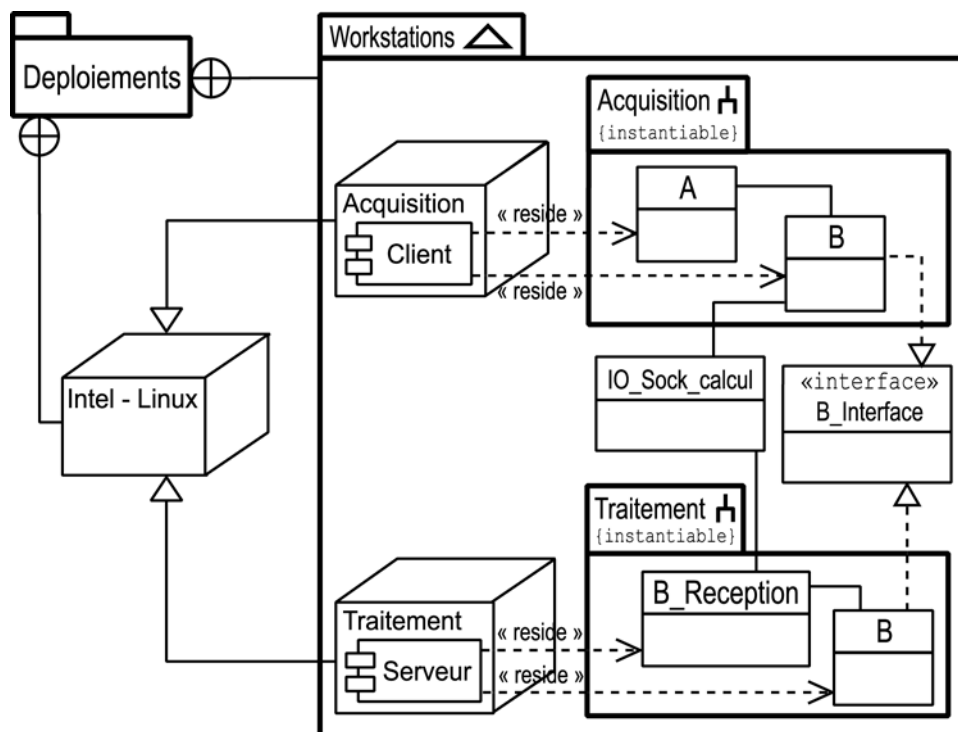 Deploiements
Workstations
Acquisition
{instantiable}
Acquisition
Client
« reside »
« reside »
A
B
Intel - Linux
IO_Sock_calcul
«interface»
B_Interface
Traitement
{instantiable}
Traitement
Serveur
« reside »
« reside »
B_Reception
B